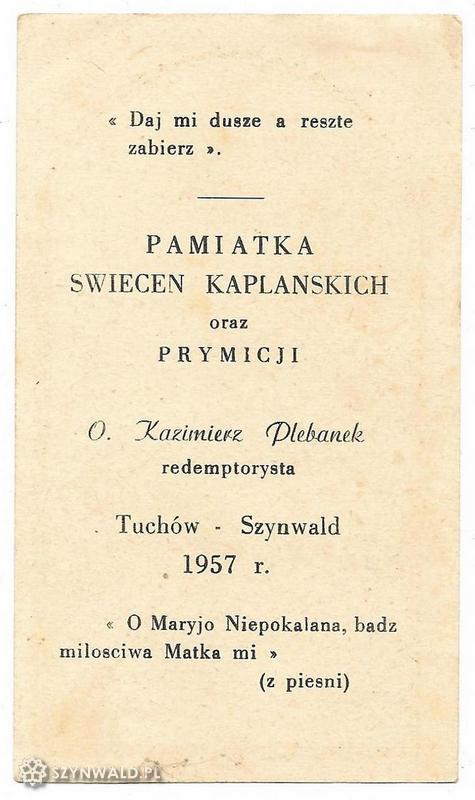 « Daj mi dusze a reszte
zabierz ».
PAMIATKA
SWIECEN KAPLANSKICH
oraz
PRYMICJI
O. Kazimierz Plebanek
redemptorysta
Tuchów - Szynwald
1957 r.
« O Maryjo Niepokalana, badz
milosciwa Matka mi »
(z piesni)
SZYNWALD.PL